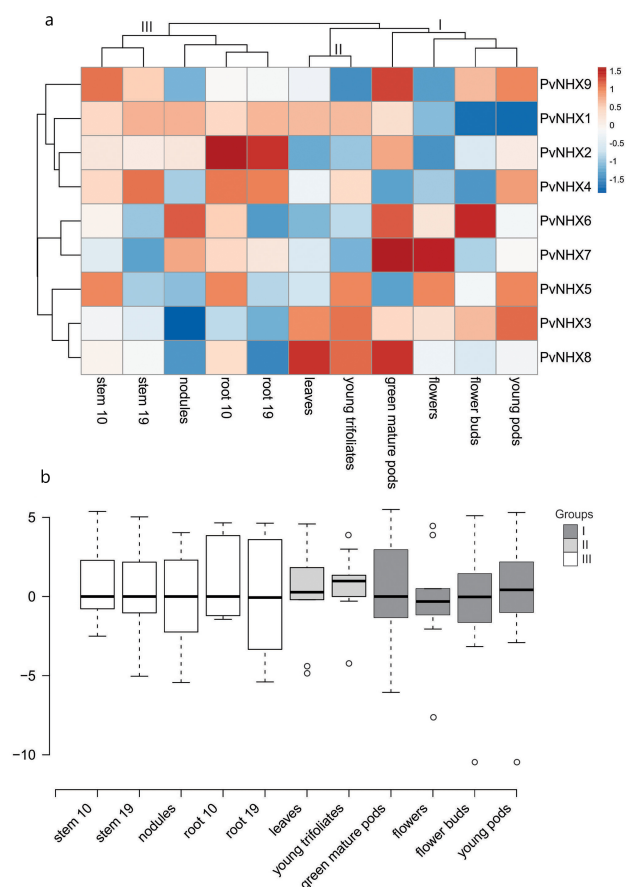 a
III
I
II
PvNHX9
PvNHX1
PvNHX2
PvNHX4
PvNHX6
PvNHX7
PvNHX5
PvNHX3
PvNHX8
1.5
1
0.5
0
-0.5
-1
-1.5
stem 10
stem 19
nodules
root 10
root 19
leaves
young trifoliates
green mature pods
flowers
flower buds
young pods
b
5
0
−5
−10
Groups
I
II
III
stem 10
stem 19
nodules
root 10
root 19
leaves
young trifoliates
green mature pods
flowers
flower buds
young pods